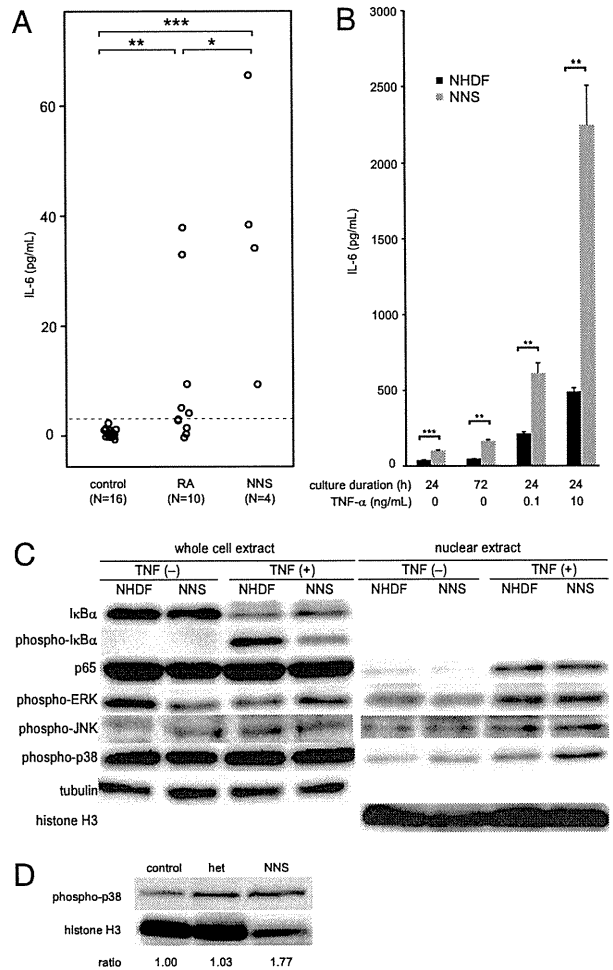 A
***
** *
60
40
20
0
IL-6 (pg/mL)
control RA NNS
(N=16) (N=10) (N=4)
B
3000
2500
2000
1500
1000
500
0
IL-6 (pg/mL)
NHDF
NNS
***
**
**
**
culture duration (h) 24 72 24 24
TNF-α (ng/mL) 0 0 0.1 10
C
whole cell extract nuclear extract
TNF (–) TNF (+) TNF (–) TNF (+)
NHDF NNS NHDF NNS NHDF NNS NHDF NNS
IκBα
phospho-IκBα
p65
phospho-ERK
phospho-JNK
phospho-p38
tubulin
histone H3
D
control het NNS
phospho-p38
histone H3
ratio 1.00 1.03 1.77